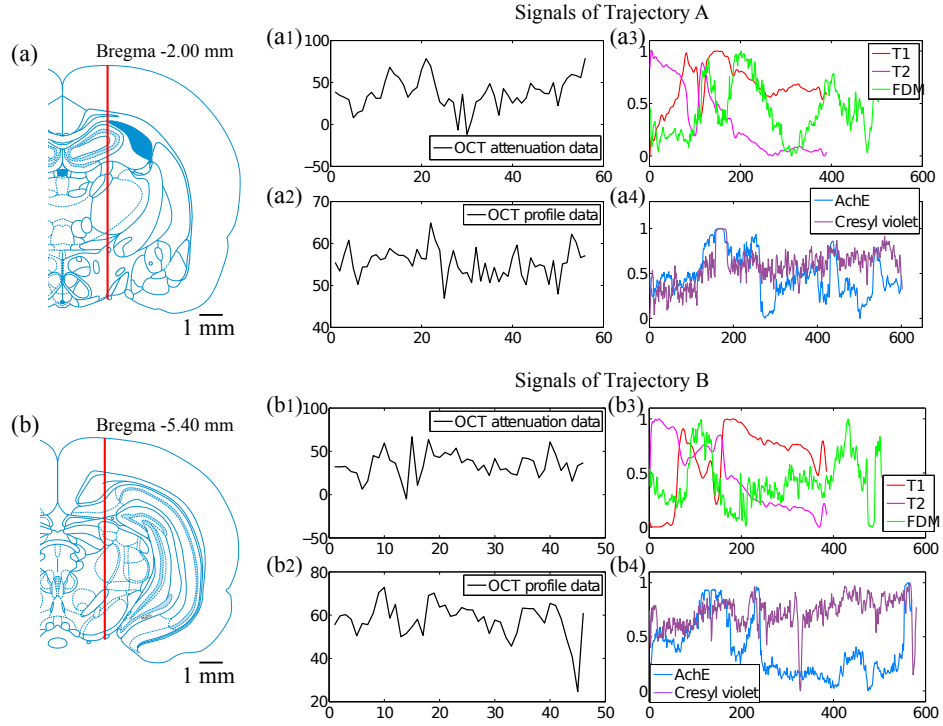 Signals of Trajectory A
(a)
Bregma -2.00 mm
1 mm
(a1)
100
50
0
-50
0 20 40 60
OCT attenuation data
(a3)
1
0.5
0
0 200 400 600
T1
T2
FDM
(a2)
70
60
50
40
0 20 40 60
OCT profile data
(a4)
1
0.5
0
0 200 400 600
AchE
Cresyl violet
Signals of Trajectory B
(b)
Bregma -5.40 mm
1 mm
(b1)
100
50
0
-50
0 10 20 30 40 50
OCT attenuation data
(b3)
1
0.5
0
0 200 400 600
T1
T2
FDM
(b2)
80
60
40
20
0 10 20 30 40 50
OCT profile data
(b4)
1
0.5
0 200 400 600
AchE
Cresyl violet